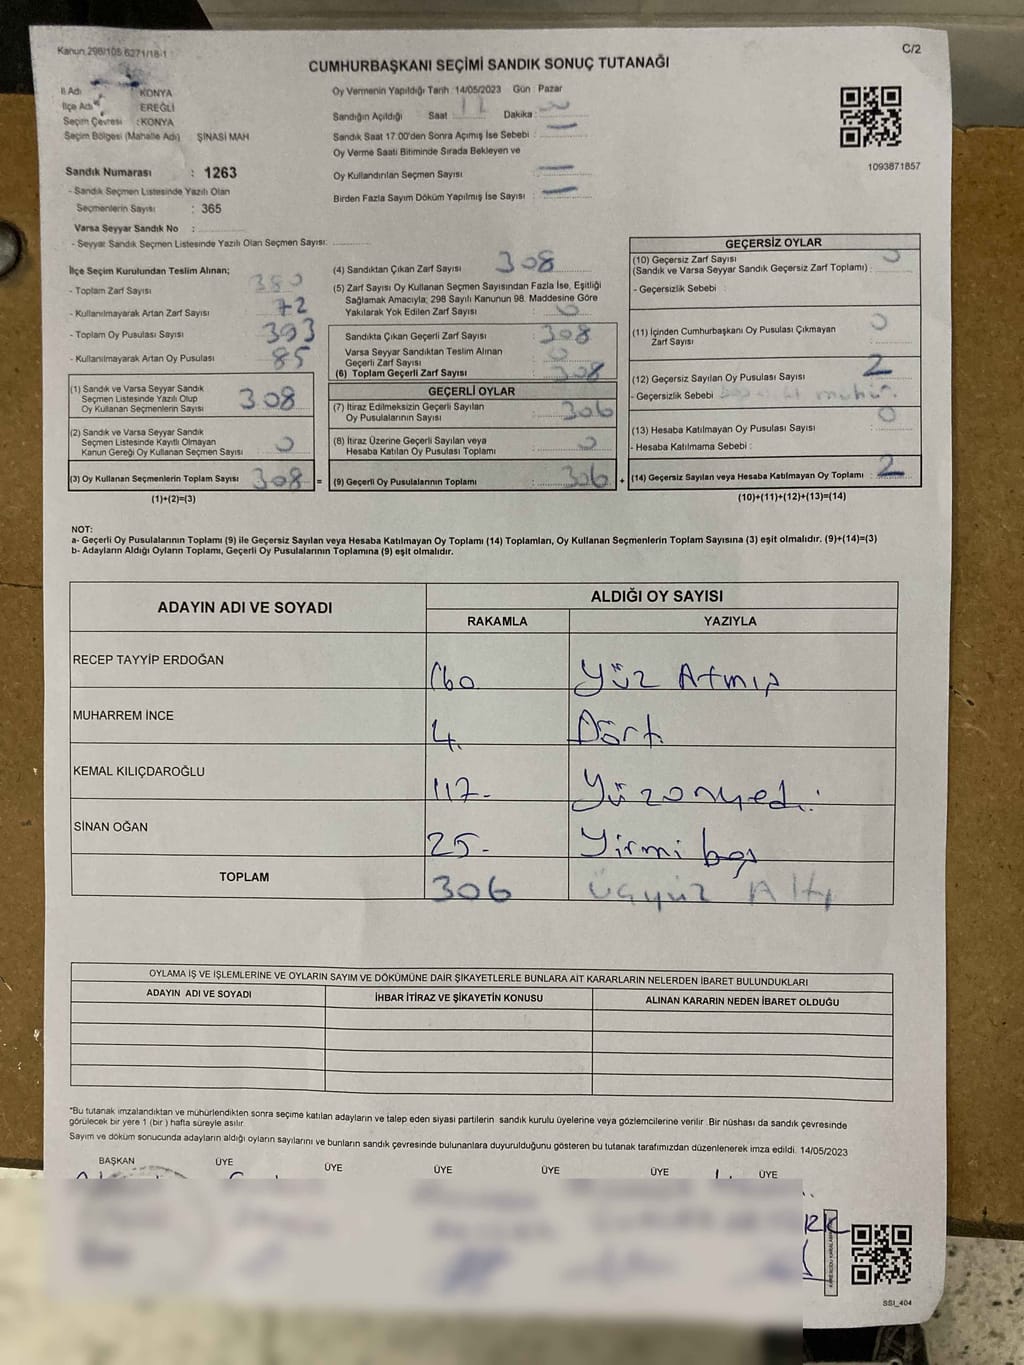 Kanun 298/105 6271/18-1
C/2
CUMHURBAŞKANI SEÇİMİ SANDIK SONUÇ TUTANAĞI
İl Adı : KONYA
İlçe Adı : EREĞLİ
Seçim Çevresi : KONYA
Seçim Bölgesi (Mahalle Adı) ŞİNASİ MAH
Sandık Numarası : 1263
- Sandık Seçmen Listesinde Yazılı Olan
Seçmenlerin Sayısı : 365
Varsa Seyyar Sandık No :
- Seyyar Sandık Seçmen Listesinde Yazılı Olan Seçmen Sayısı:
Oy Vermenin Yapıldığı Tarih :14/05/2023 Gün : Pazar
Sandığın Açıldığı Saat Dakika :
Sandık Saat 17:00'den Sonra Açımış İse Sebebi :
Oy Verme Saati Bitiminde Sırada Bekleyen ve
Oy Kullandırılan Seçmen Sayısı :
Birden Fazla Sayım Döküm Yapılmış İse Sayısı :
1093871857
İlçe Seçim Kurulundan Teslim Alınan;
- Toplam Zarf Sayısı 380
- Kullanılmayarak Artan Zarf Sayısı 72
- Toplam Oy Pusulası Sayısı 393
- Kullanılmayarak Artan Oy Pusulası 85
(1) Sandık ve Varsa Seyyar Sandık
Seçmen Listesinde Yazılı Olup
Oy Kullanan Seçmenlerin Sayısı 308
(2) Sandık ve Varsa Seyyar Sandık
Seçmen Listesinde Kayıtlı Olmayan
Kanun Gereği Oy Kullanan Seçmen Sayısı 0
(3) Oy Kullanan Seçmenlerin Toplam Sayısı 308 =
(1)+(2)=(3)
(4) Sandıktan Çıkan Zarf Sayısı 308
(5) Zarf Sayısı Oy Kullanan Seçmen Sayısından Fazla İse, Eşitliği
Sağlamak Amacıyla; 298 Sayılı Kanunun 98. Maddesine Göre
Yakılarak Yok Edilen Zarf Sayısı : 0
Sandıkta Çıkan Geçerli Zarf Sayısı 308
Varsa Seyyar Sandıktan Teslim Alınan
Geçerli Zarf Sayısı 0
(6) Toplam Geçerli Zarf Sayısı 308
GEÇERLİ OYLAR
(7) İtiraz Edilmeksizin Geçerli Sayılan
Oy Pusulalarının Sayısı 306
(8) İtiraz Üzerine Geçerli Sayılan veya
Hesaba Katılan Oy Pusulası Toplamı 0
(9) Geçerli Oy Pusulalarının Toplamı 306 +
GEÇERSİZ OYLAR
(10) Geçersiz Zarf Sayısı
(Sandık ve Varsa Seyyar Sandık Geçersiz Zarf Toplamı) : 0
- Geçersizlik Sebebi :
(11) İçinden Cumhurbaşkanı Oy Pusulası Çıkmayan
Zarf Sayısı : 0
(12) Geçersiz Sayılan Oy Pusulası Sayısı : 2
- Geçersizlik Sebebi
(13) Hesaba Katılmayan Oy Pusulası Sayısı : 0
- Hesaba Katılmama Sebebi :
(14) Geçersiz Sayılan veya Hesaba Katılmayan Oy Toplamı : 2
(10)+(11)+(12)+(13)=(14)
NOT:
a- Geçerli Oy Pusulalarının Toplamı (9) ile Geçersiz Sayılan veya Hesaba Katılmayan Oy Toplamı (14) Toplamları, Oy Kullanan Seçmenlerin Toplam Sayısına (3) eşit olmalıdır. (9)+(14)=(3)
b- Adayların Aldığı Oyların Toplamı, Geçerli Oy Pusulalarının Toplamına (9) eşit olmalıdır.
ADAYIN ADI VE SOYADI
ALDIĞI OY SAYISI
RAKAMLA YAZIYLA
RECEP TAYYİP ERDOĞAN 160 Yüz Atmış
MUHARREM İNCE 4. Dört
KEMAL KILIÇDAROĞLU 117- Yüzonyedi
SİNAN OĞAN 25- Yirmi beş
TOPLAM 306 üçyüz Altı
OYLAMA İŞ VE İŞLEMLERİNE VE OYLARIN SAYIM VE DÖKÜMÜNE DAİR ŞİKAYETLERLE BUNLARA AİT KARARLARIN NELERDEN İBARET BULUNDUKLARI
ADAYIN ADI VE SOYADI İHBAR İTİRAZ VE ŞİKAYETİN KONUSU ALINAN KARARIN NEDEN İBARET OLDUĞU
*Bu tutanak imzalandıktan ve mühürlendikten sonra seçime katılan adayların ve talep eden siyasi partilerin sandık kurulu üyelerine veya gözlemcilerine verilir. Bir nüshası da sandık çevresinde
görülecek bir yere 1 (bir) hafta süreyle asılır.
Sayım ve döküm sonucunda adayların aldığı oyların sayılarını ve bunların sandık çevresinde bulunanlara duyurulduğunu gösteren bu tutanak tarafımızdan düzenlenerek imza edildi. 14/05/2023
BAŞKAN ÜYE ÜYE ÜYE ÜYE ÜYE ÜYE
SSI_404